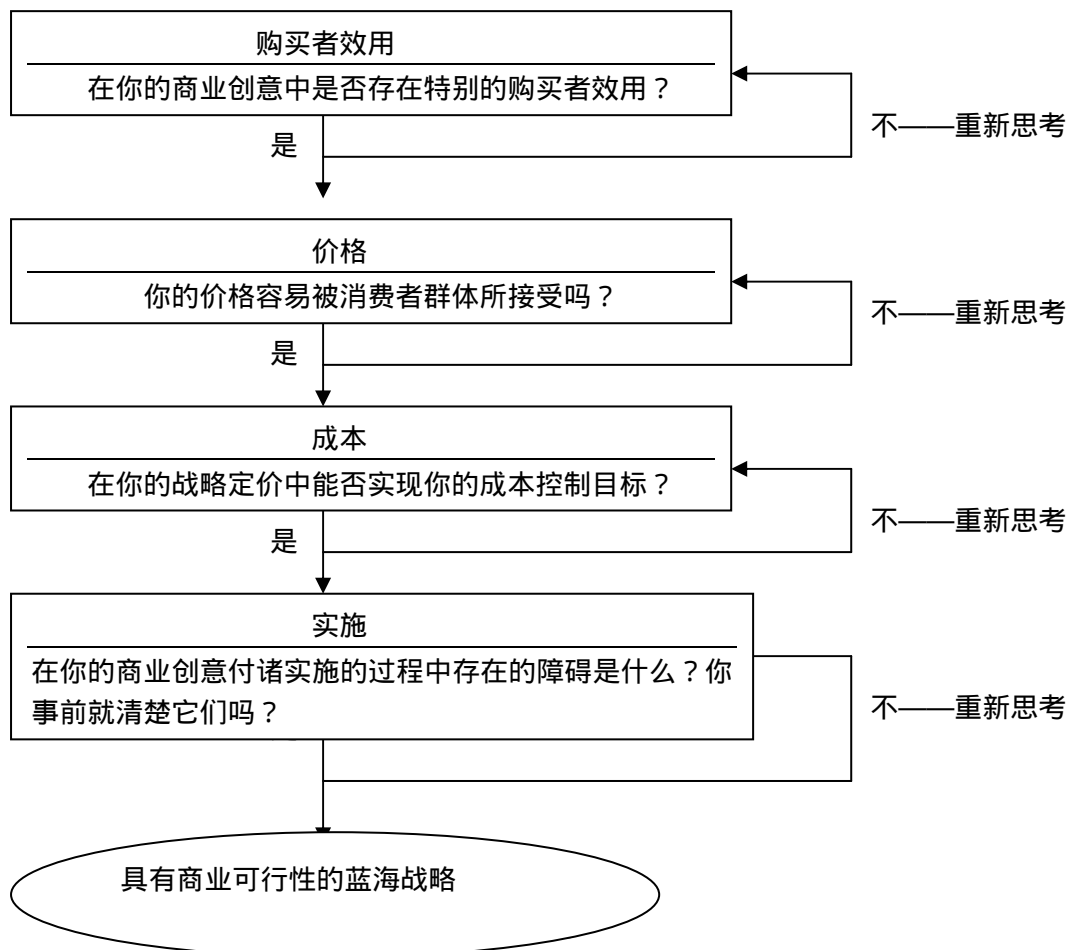 购买者效用
在你的商业创意中是否存在特别的购买者效用？
不——重新思考
是
价格
你的价格容易被消费者群体所接受吗？
不——重新思考
是
成本
在你的战略定价中能否实现你的成本控制目标？
不——重新思考
是
实施
在你的商业创意付诸实施的过程中存在的障碍是什么？你
事前就清楚它们吗？
不——重新思考
具有商业可行性的蓝海战略